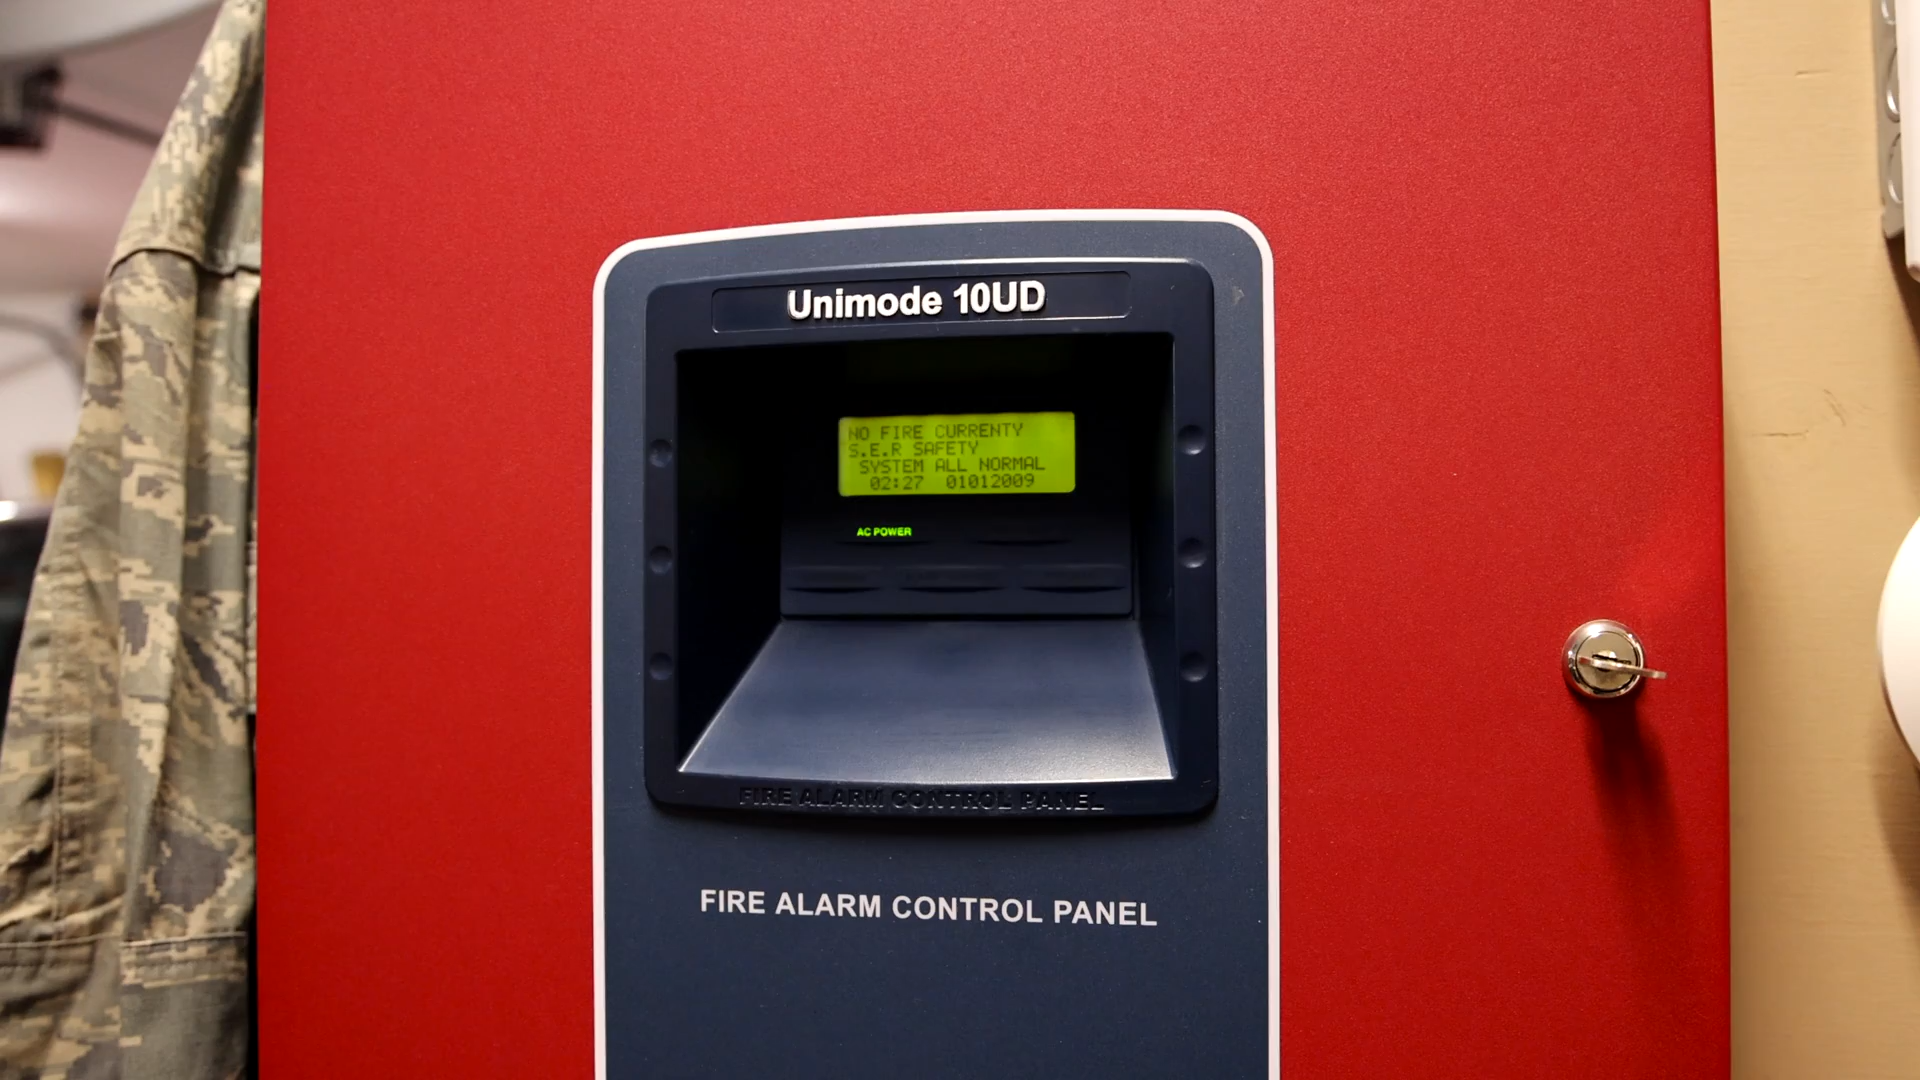 Unimode 10UD
NO FIRE CURRENTY
S.E.R SAFETY
SYSTEM ALL NORMAL
02:27 01012009
AC POWER
FIRE ALARM CONTROL PANEL
FIRE ALARM CONTROL PANEL